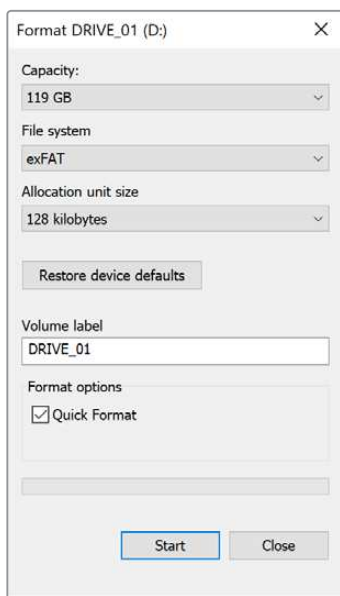 Format DRIVE_01 (D:)
Capacity:
119 GB
File system
exFAT
Allocation unit size
128 kilobytes
Restore device defaults
Volume label
DRIVE_01
Format options
Quick Format
Start Close